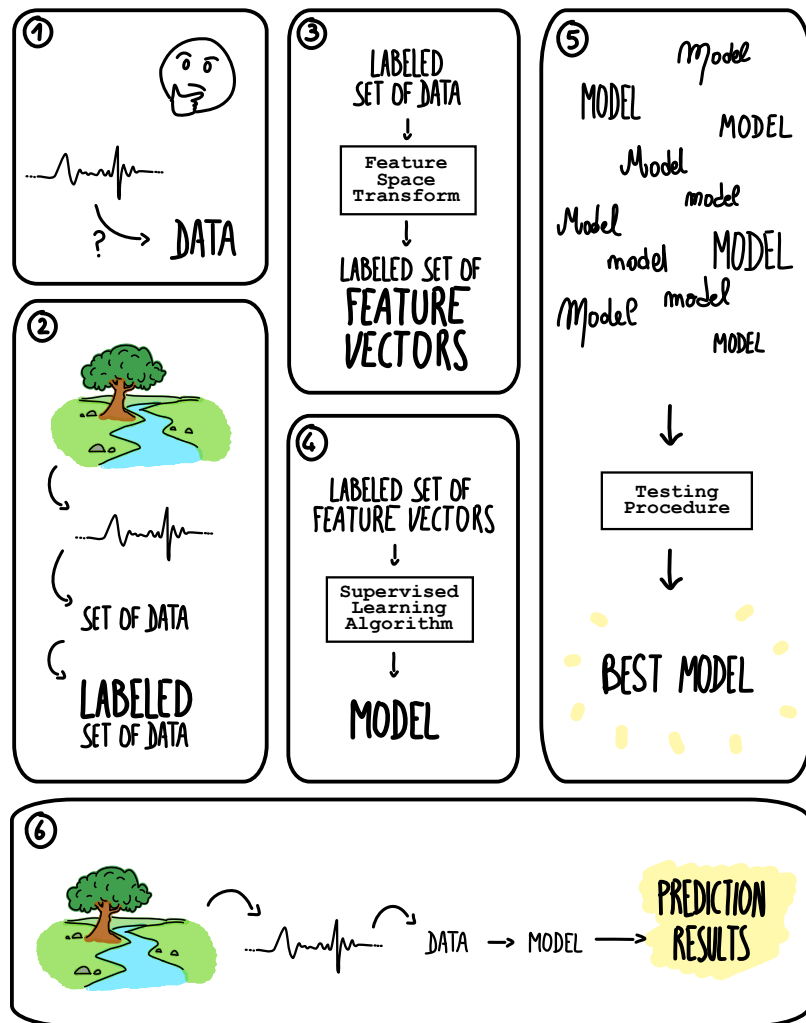 1
?
DATA
2
SET OF DATA
LABELED
SET OF DATA
3
LABELED
SET OF DATA
Feature
Space
Transform
LABELED SET OF
FEATURE
VECTORS
4
LABELED SET OF
FEATURE VECTORS
Supervised
Learning
Algorithm
MODEL
5
Model
MODEL
MODEL
Model
model
Model
model
MODEL
Model
model
MODEL
Testing
Procedure
BEST MODEL
6
DATA → MODEL →
PREDICTION
RESULTS